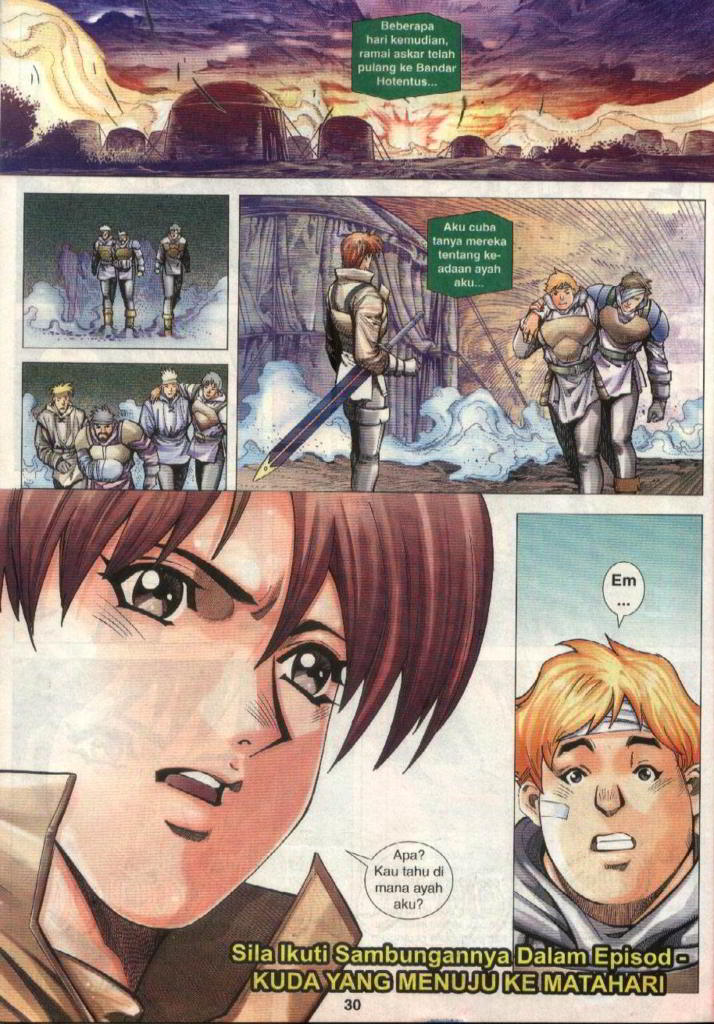 Beberapa
hari kemudian,
ramai askar telah
pulang ke Bandar
Hotentus...
Aku cuba
tanya mereka
tentang ke-
adaan ayah
aku...
Em
...
Apa?
Kau tahu di
mana ayah
aku?
Sila Ikuti Sambungannya Dalam Episod -
KUDA YANG MENUJU KE MATAHARI
30